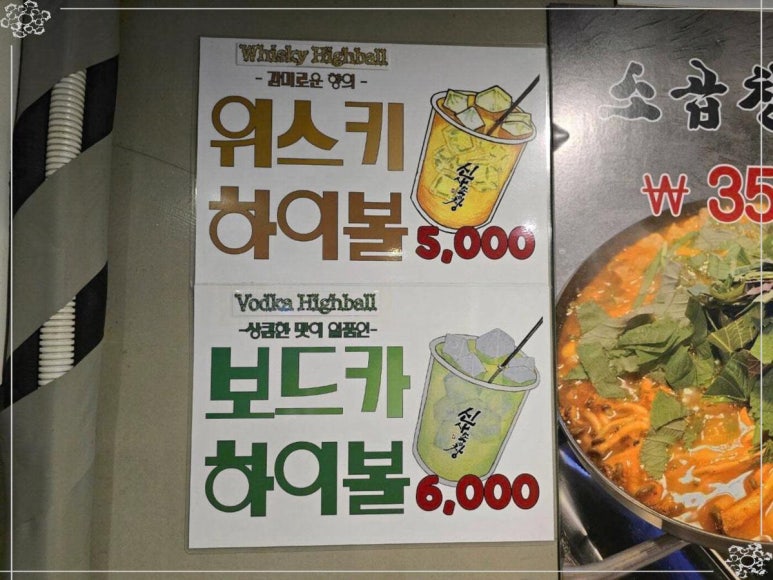 Whisky Highball
- 감미로운 향의 -
위스키
하이볼
5,000
Vodka Highball
-상큼한 맛이 일품인-
보드카
하이볼
6,000
소곱창
₩ 35